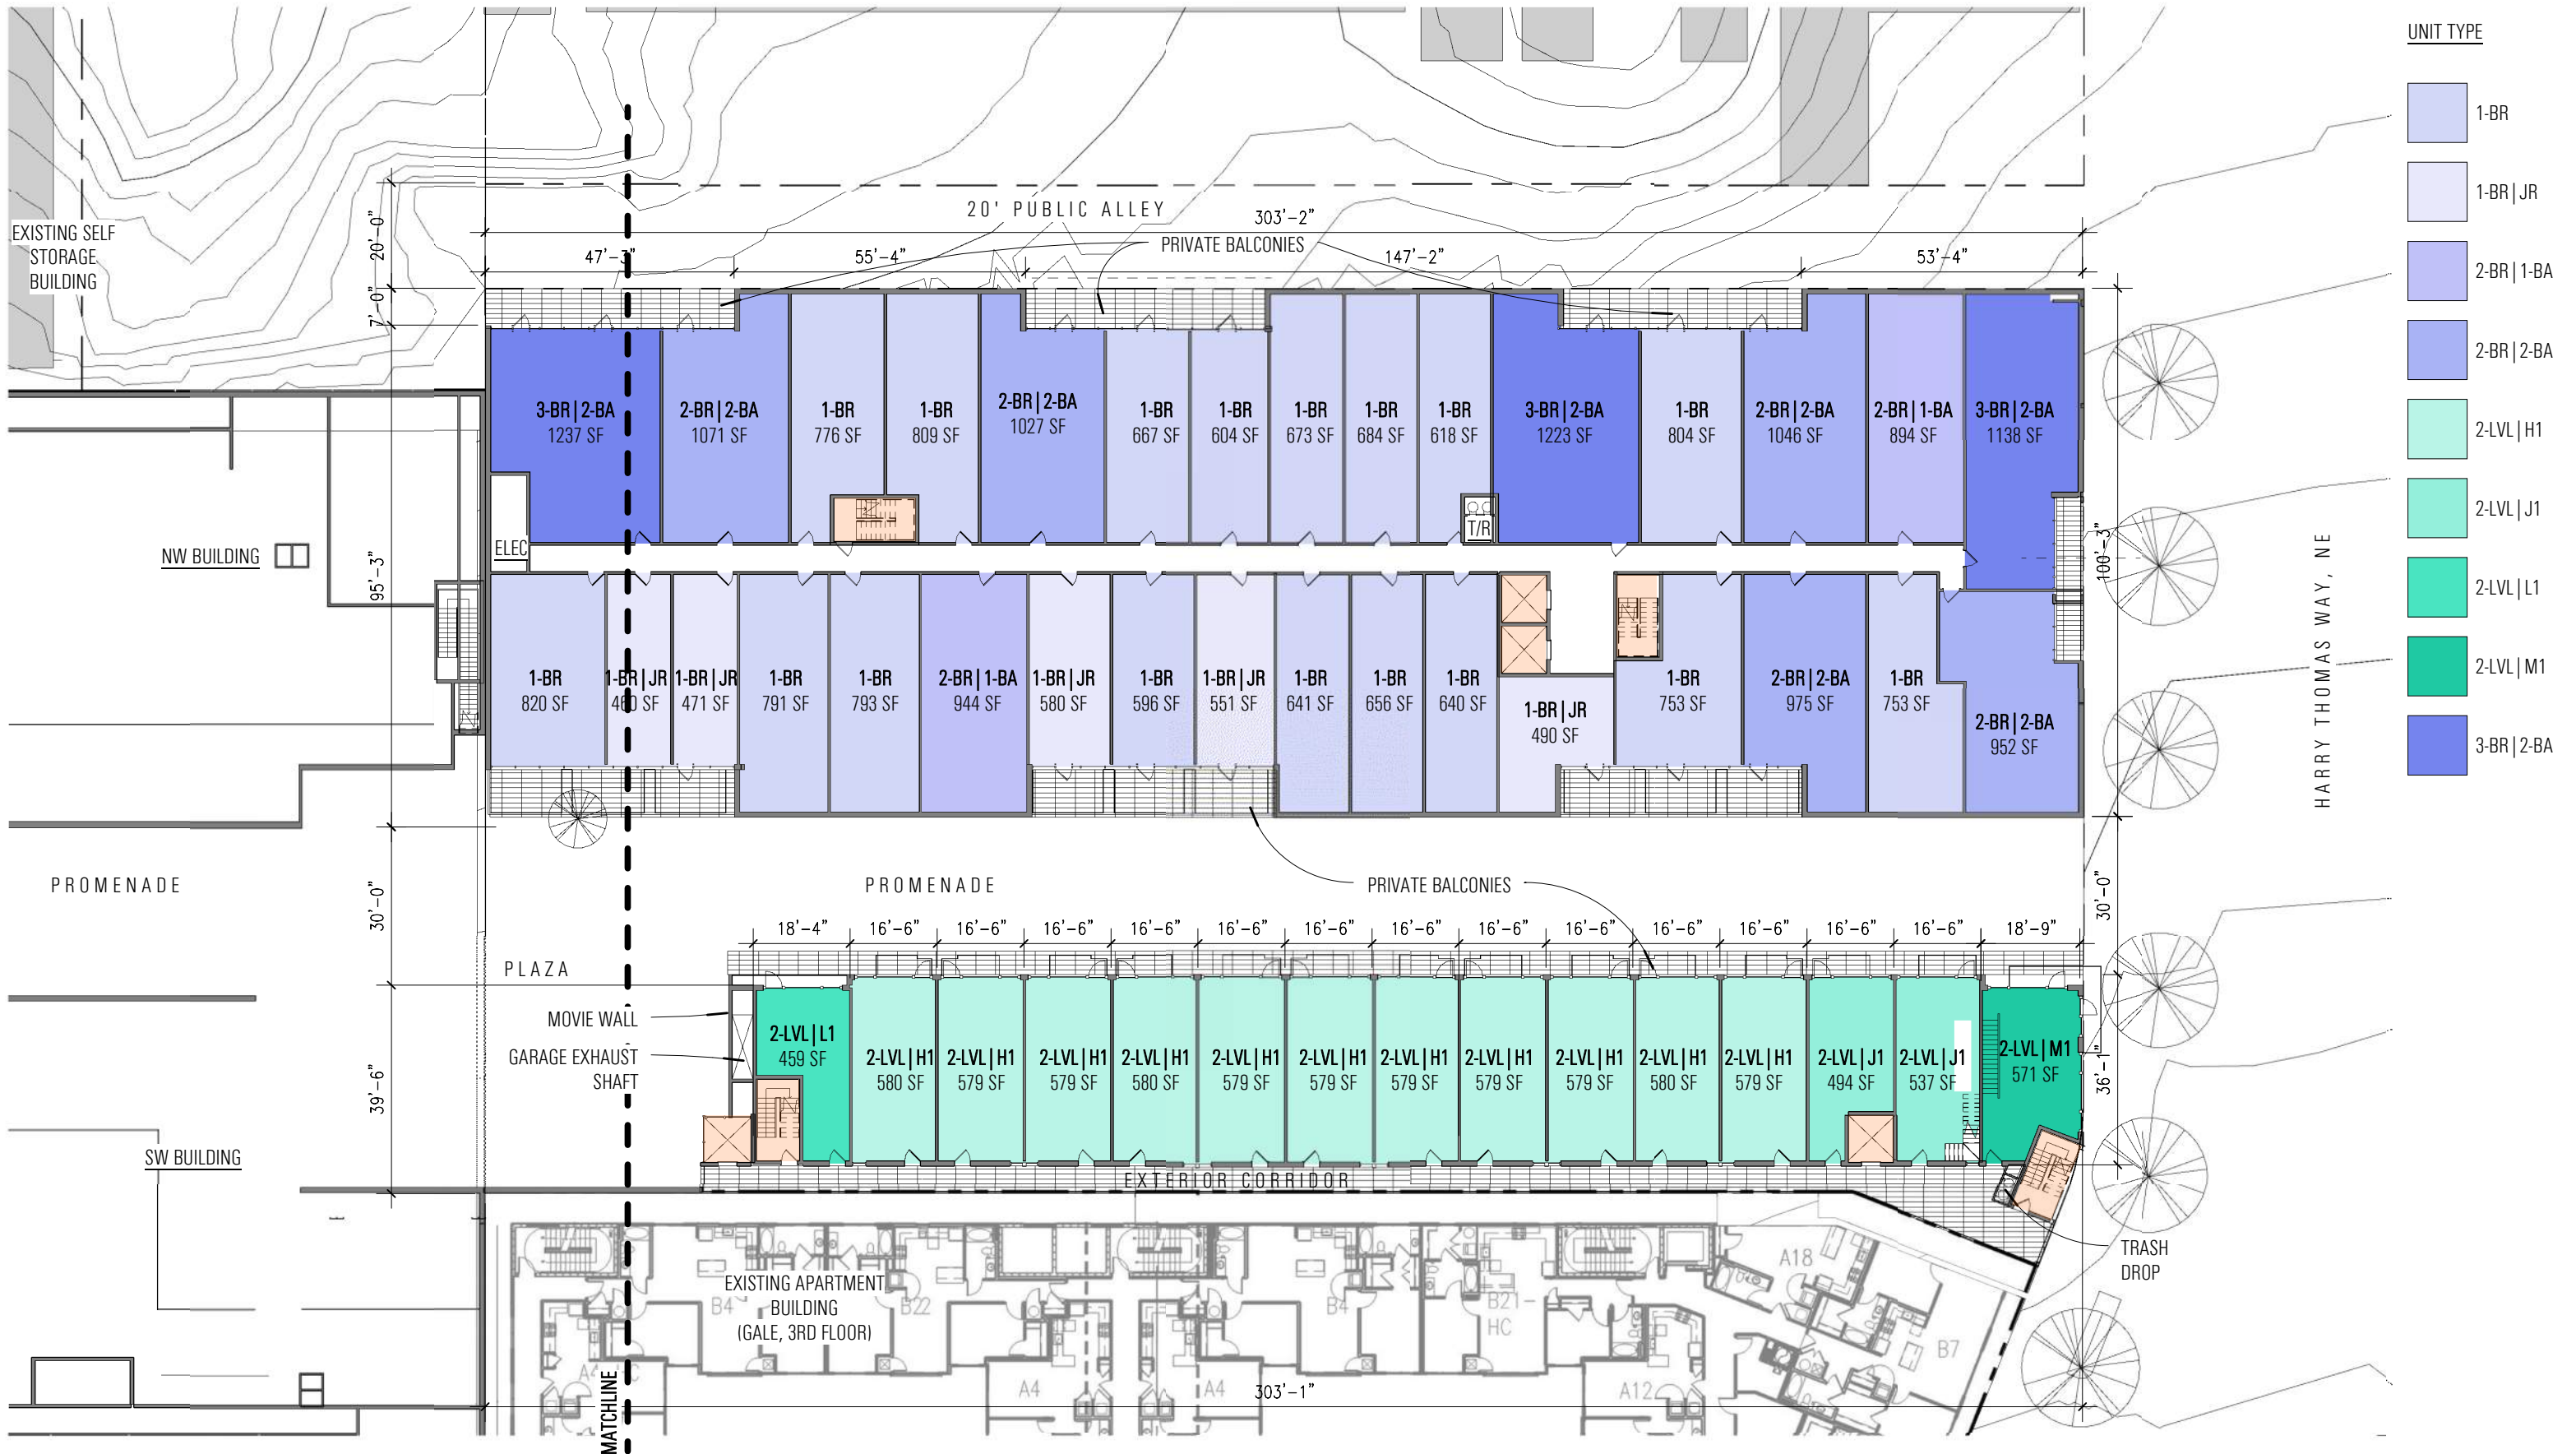 UNIT TYPE
1-BR
1-BR|JR
2-BR|1-BA
2-BR|2-BA
2-LVL|H1
2-LVL|J1
2-LVL|L1
2-LVL|M1
3-BR|2-BA
EXISTING SELF
STORAGE
BUILDING
20'-0"
7'-0"
95'-3"
30'-0"
39'-6"
20' PUBLIC ALLEY
303'-2"
PRIVATE BALCONIES
47'-3"
55'-4"
147'-2"
53'-4"
3-BR|2-BA
1237 SF
2-BR|2-BA
1071 SF
1-BR
776 SF
1-BR
809 SF
2-BR|2-BA
1027 SF
1-BR
667 SF
1-BR
604 SF
1-BR
673 SF
1-BR
684 SF
1-BR
618 SF
3-BR|2-BA
1223 SF
1-BR
804 SF
2-BR|2-BA
1046 SF
2-BR|1-BA
894 SF
3-BR|2-BA
1138 SF
T/R
ELEC
NW BUILDING
100'-3"
HARRY THOMAS WAY, NE
1-BR
820 SF
1-BR|JR
460 SF
1-BR|JR
471 SF
1-BR
791 SF
1-BR
793 SF
2-BR|1-BA
944 SF
1-BR|JR
580 SF
1-BR
596 SF
1-BR|JR
551 SF
1-BR
641 SF
1-BR
656 SF
1-BR
640 SF
1-BR|JR
490 SF
1-BR
753 SF
2-BR|2-BA
975 SF
1-BR
753 SF
2-BR|2-BA
952 SF
PROMENADE
PROMENADE
PRIVATE BALCONIES
30'-0"
18'-4"
16'-6"
16'-6"
16'-6"
16'-6"
16'-6"
16'-6"
16'-6"
16'-6"
16'-6"
16'-6"
16'-6"
16'-6"
16'-6"
18'-9"
PLAZA
MOVIE WALL
GARAGE EXHAUST
SHAFT
2-LVL|L1
459 SF
2-LVL|H1
580 SF
2-LVL|H1
579 SF
2-LVL|H1
579 SF
2-LVL|H1
580 SF
2-LVL|H1
579 SF
2-LVL|H1
579 SF
2-LVL|H1
579 SF
2-LVL|H1
579 SF
2-LVL|H1
579 SF
2-LVL|H1
580 SF
2-LVL|H1
579 SF
2-LVL|J1
494 SF
2-LVL|J1
537 SF
2-LVL|M1
571 SF
36'-1"
SW BUILDING
EXTERIOR CORRIDOR
TRASH
DROP
EXISTING APARTMENT
BUILDING
(GALE, 3RD FLOOR)
B4
B22
B4
B21-
HC
A18
B7
A4
A4
A12
303'-1"
MATCHLINE